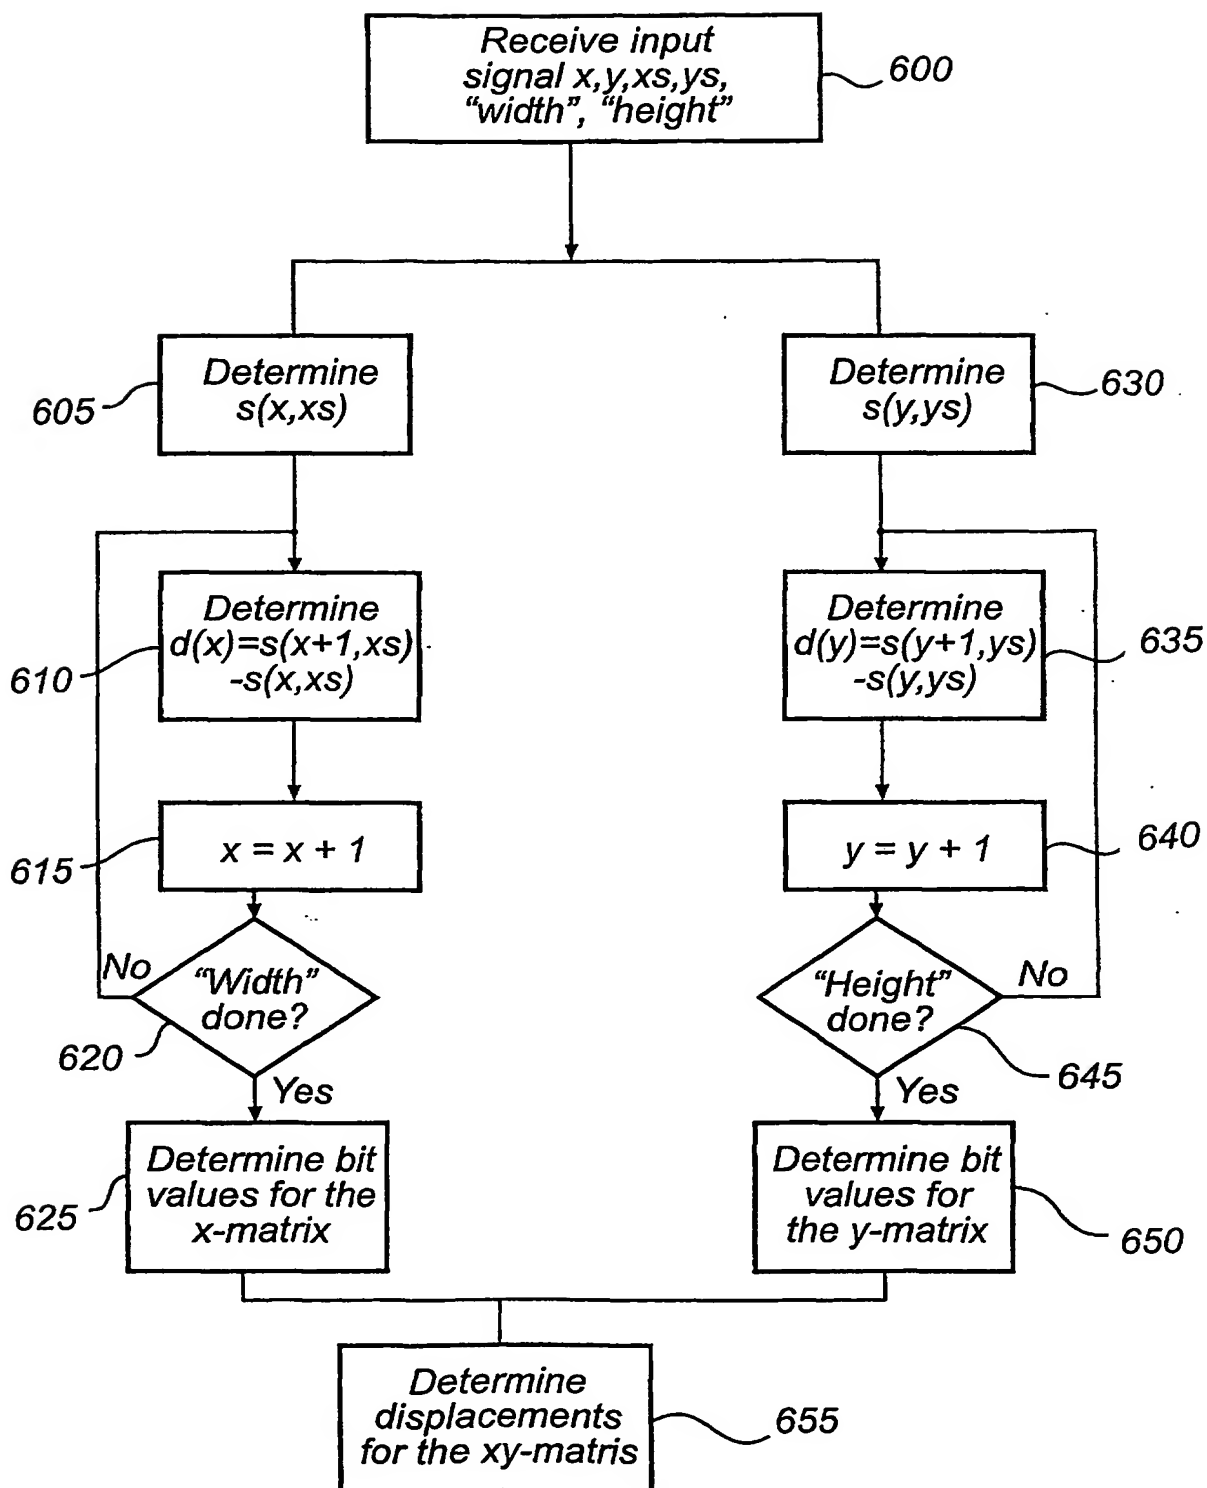 Receive input
signal x,y,xs,ys,
“width”, “height”
600
Determine
s(x,xs)
605
Determine
s(y,ys)
630
Determine
d(x)=s(x+1,xs)
-s(x,xs)
610
Determine
d(y)=s(y+1,ys)
-s(y,ys)
635
x = x + 1
615
y = y + 1
640
No
“Width”
done?
620
Yes
“Height”
done?
No
645
Yes
Determine bit
values for the
x-matrix
625
Determine bit
values for
the y-matrix
650
Determine
displacements
for the xy-matris
655